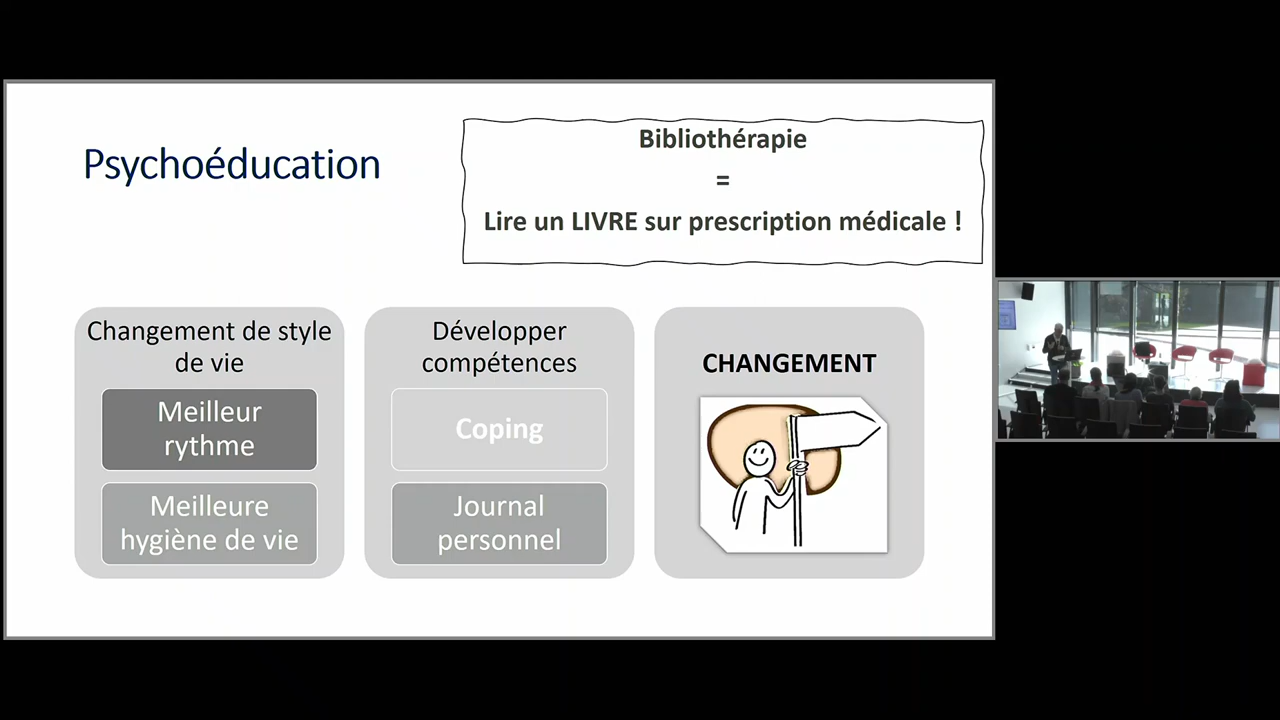 Psychoéducation
Bibliothérapie
=
Lire un LIVRE sur prescription médicale !
Changement de style
de vie
Meilleur
rythme
Meilleure
hygiène de vie
Développer
compétences
Coping
Journal
personnel
CHANGEMENT